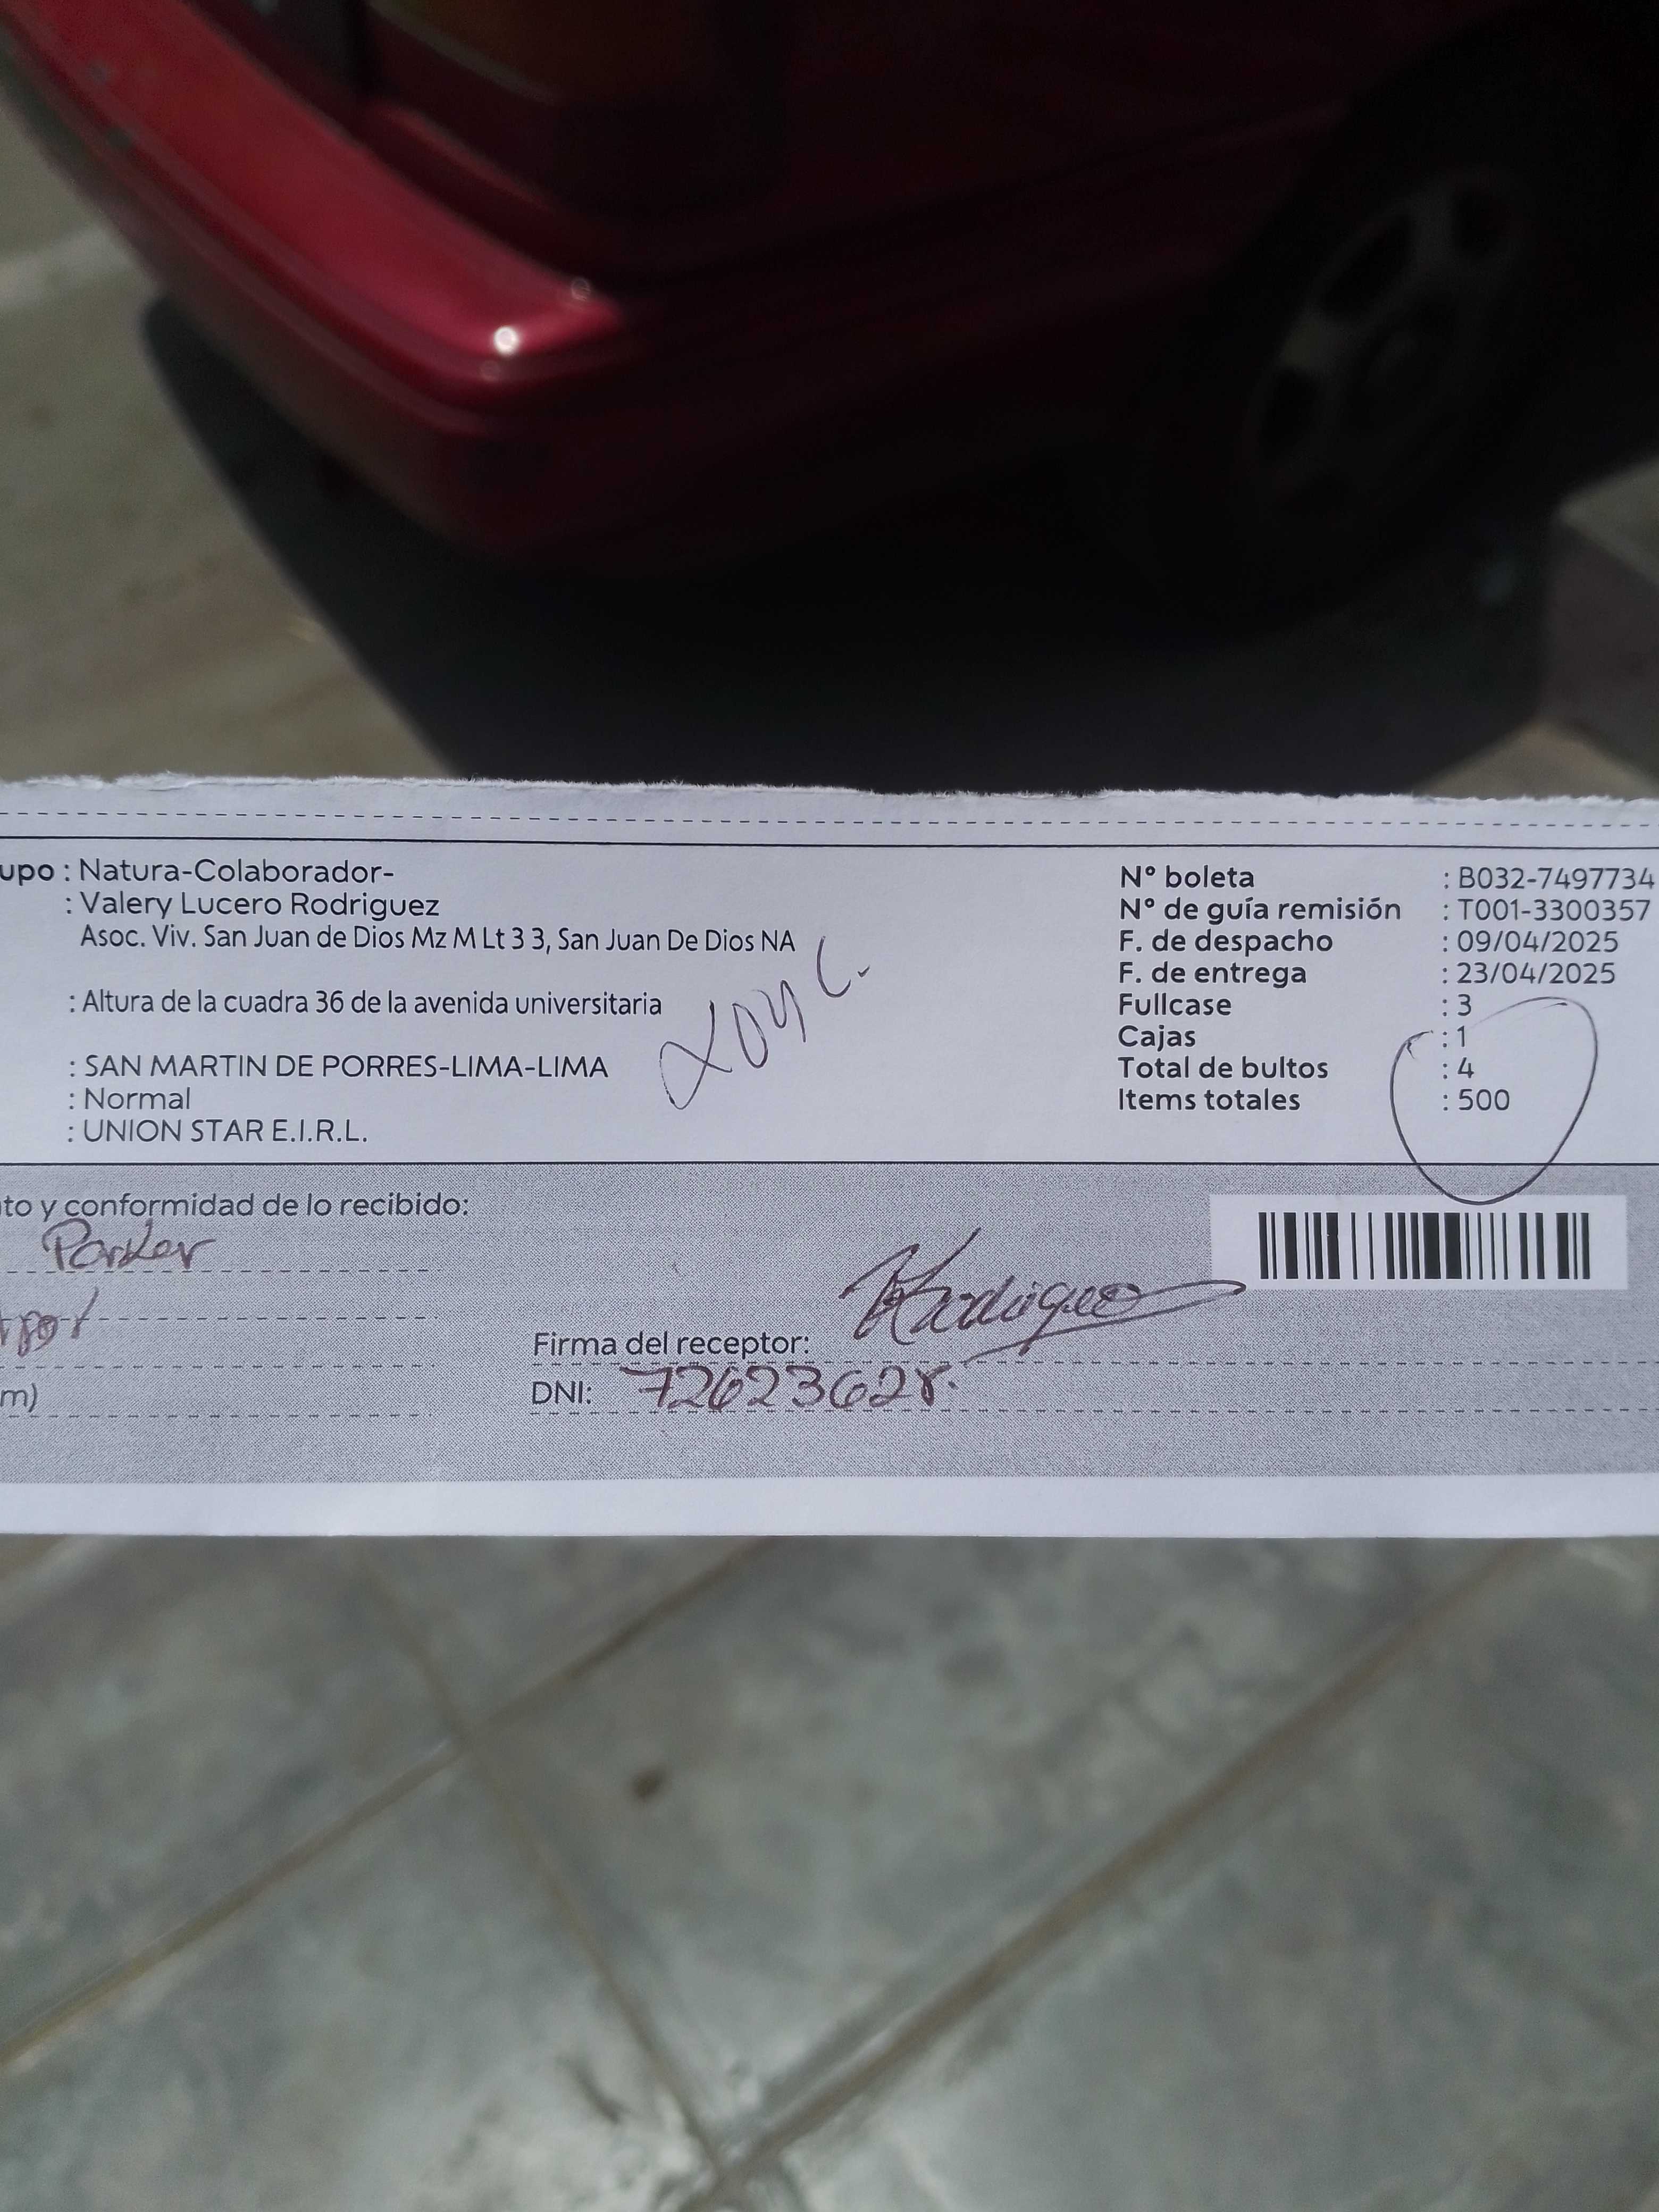 upo : Natura-Colaborador-
: Valery Lucero Rodriguez
Asoc. Viv. San Juan de Dios Mz M Lt 3 3, San Juan De Dios NA
: Altura de la cuadra 36 de la avenida universitaria
: SAN MARTIN DE PORRES-LIMA-LIMA
: Normal
: UNION STAR E.I.R.L.
N° boleta : B032-7497734
N° de guía remisión : T001-3300357
F. de despacho : 09/04/2025
F. de entrega : 23/04/2025
Fullcase : 3
Cajas : 1
Total de bultos : 4
Items totales : 500
to y conformidad de lo recibido:
Parker
Firma del receptor:
m)
DNI: 72623628.